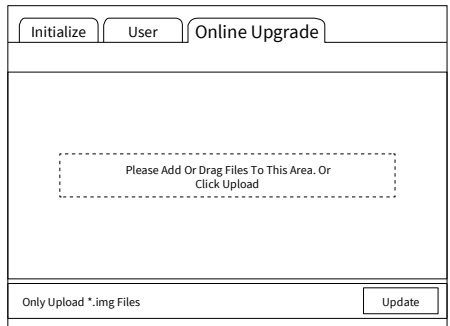 Initialize
User
Online Upgrade
Please Add Or Drag Files To This Area. Or
Click Upload
Only Upload *.img Files
Update